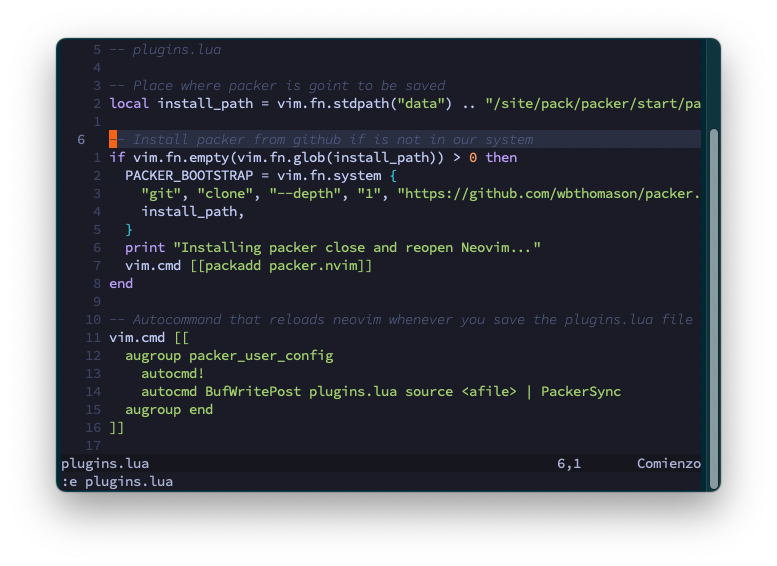 5 -- plugins.lua
4
3 -- Place where packer is goint to be saved
2 local install_path = vim.fn.stdpath("data") .. "/site/pack/packer/start/pa
1
6 -- Install packer from github if is not in our system
1 if vim.fn.empty(vim.fn.glob(install_path)) > 0 then
2   PACKER_BOOTSTRAP = vim.fn.system {
3     "git", "clone", "--depth", "1", "https://github.com/wbthomason/packer.
4     install_path,
5   }
6   print "Installing packer close and reopen Neovim..."
7   vim.cmd [[packadd packer.nvim]]
8 end
9
10 -- Autocommand that reloads neovim whenever you save the plugins.lua file
11 vim.cmd [[
12   augroup packer_user_config
13     autocmd!
14     autocmd BufWritePost plugins.lua source <afile> | PackerSync
15   augroup end
16 ]]
17
plugins.lua 6,1 Comienzo
:e plugins.lua